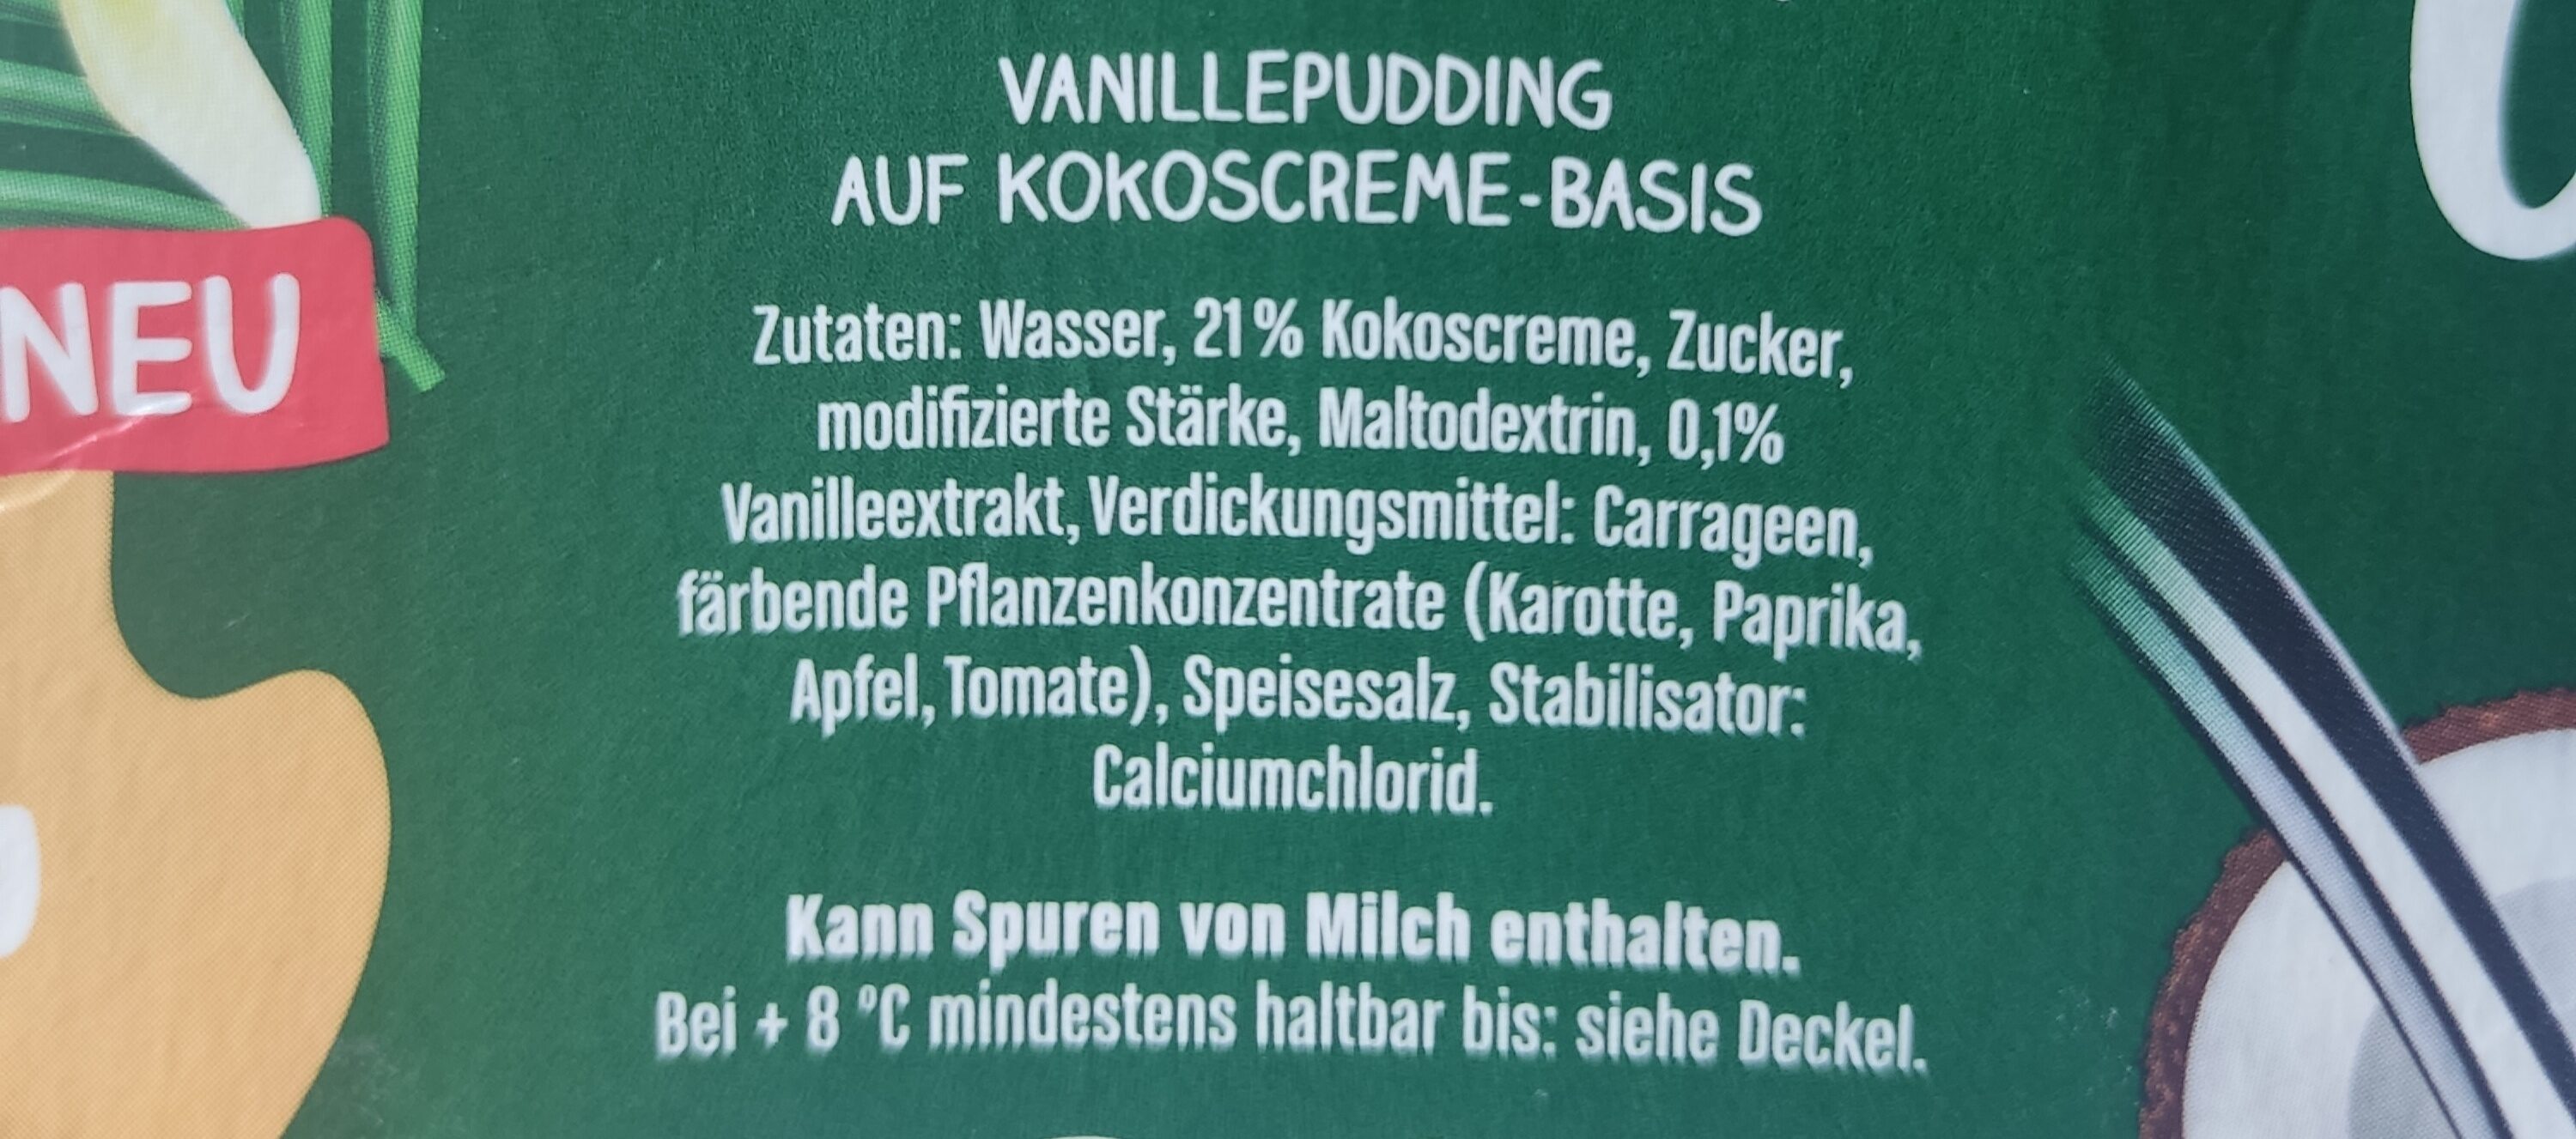 VANILLEPUDDING
AUF KOKOSCREME-BASIS
NEU
Zutaten: Wasser, 21% Kokoscreme, Zucker,
modifizierte Stärke, Maltodextrin, 0,1%
Vanilleextrakt, Verdickungsmittel: Carrageen,
färbende Pflanzenkonzentrate (Karotte, Paprika,
Apfel, Tomate), Speisesalz, Stabilisator:
Calciumchlorid.
Kann Spuren von Milch enthalten.
Bei + 8 °C mindestens haltbar bis: siehe Deckel.